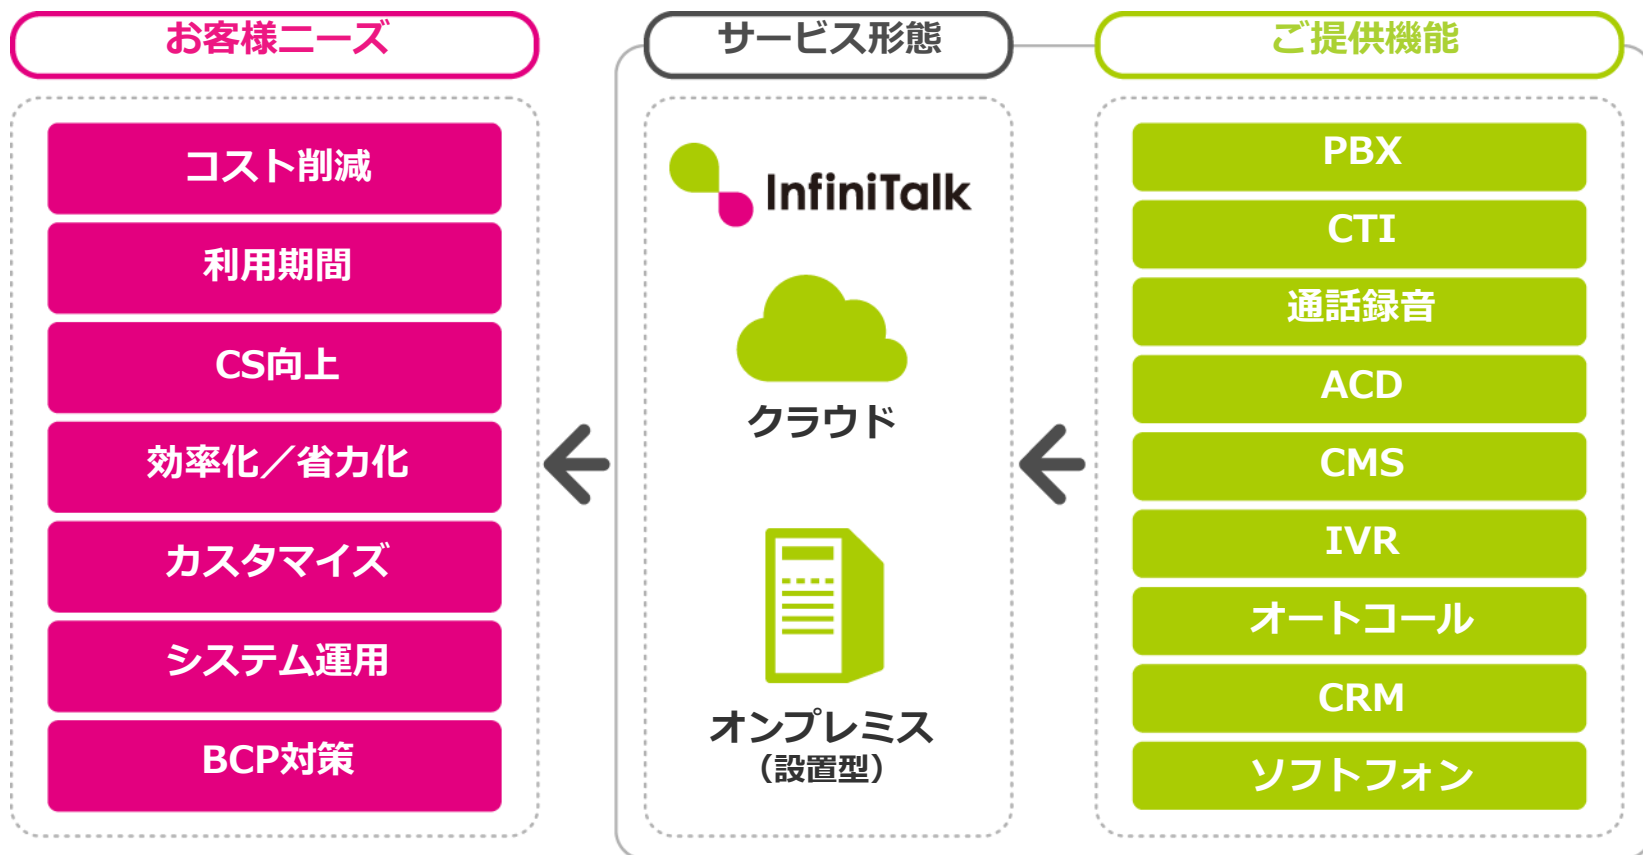 お客様ニーズ
コスト削減
利用期間
CS向上
効率化／省力化
カスタマイズ
システム運用
BCP対策
サービス形態
InfiniTalk
クラウド
オンプレミス
（設置型）
ご提供機能
PBX
CTI
通話録音
ACD
CMS
IVR
オートコール
CRM
ソフトフォン